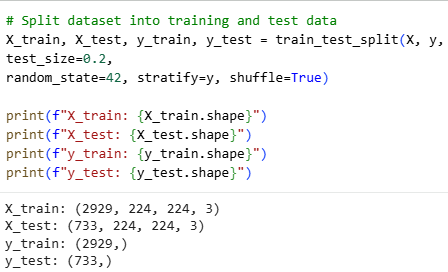 # Split dataset into training and test data
X_train, X_test, y_train, y_test = train_test_split(X, y,
test_size=0.2,
random_state=42, stratify=y, shuffle=True)
print(f"X_train: {X_train.shape}")
print(f"X_test: {X_test.shape}")
print(f"y_train: {y_train.shape}")
print(f"y_test: {y_test.shape}")
X_train: (2929, 224, 224, 3)
X_test: (733, 224, 224, 3)
y_train: (2929,)
y_test: (733,)